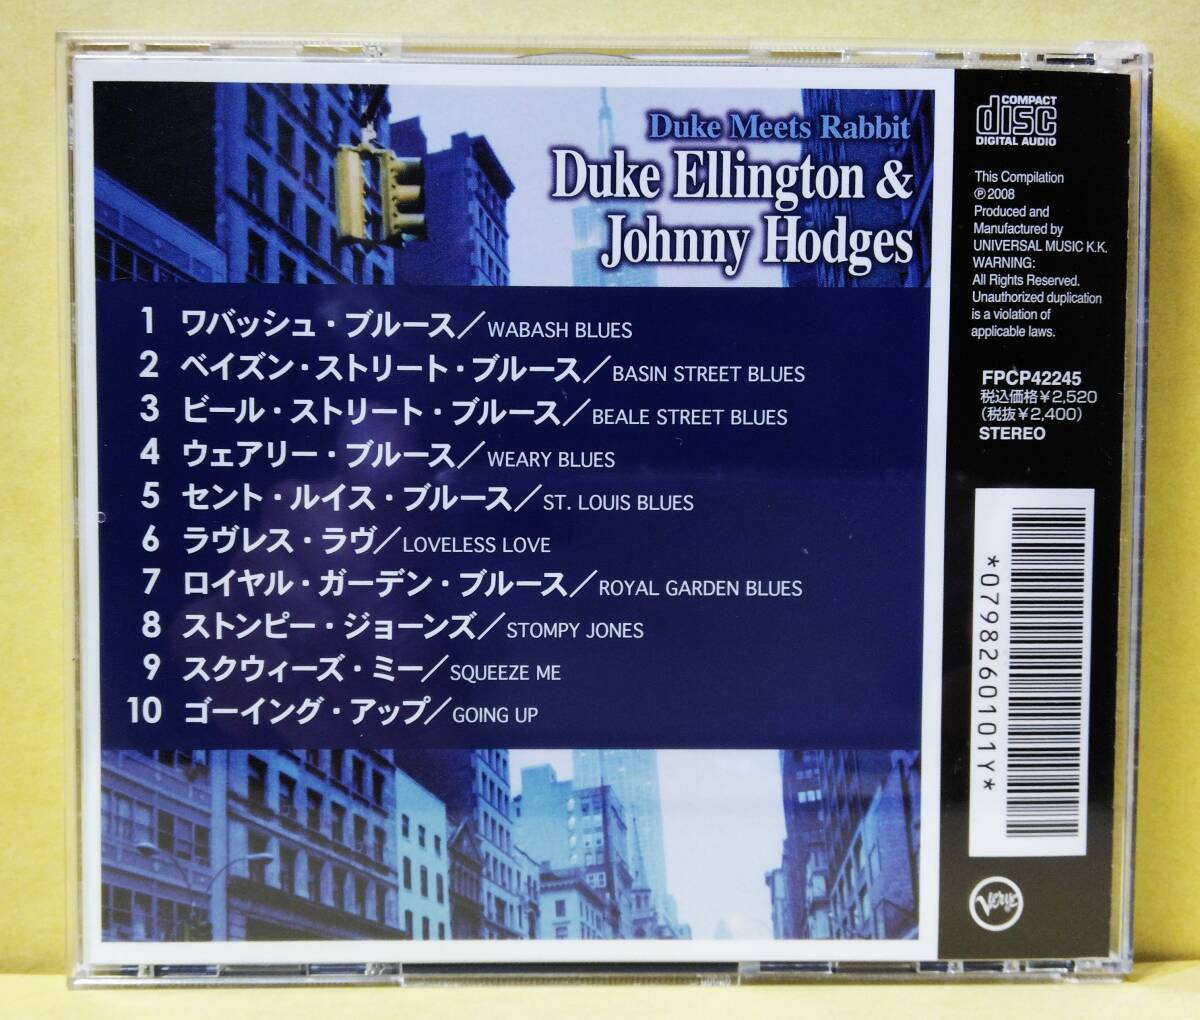 Duke Meets Rabbit
Duke Ellington &
Johnny Hodges
1 ワバッシュ・ブルース/WABASH BLUES
2 ベイズン・ストリート・ブルース/BASIN STREET BLUES
3 ビール・ストリート・ブルース/BEALE STREET BLUES
4 ウェアリー・ブルース/WEARY BLUES
5 セント・ルイス・ブルース/ST. LOUIS BLUES
6 ラヴレス・ラヴ/LOVELESS LOVE
7 ロイヤル・ガーデン・ブルース/ROYAL GARDEN BLUES
8 ストンピー・ジョーンズ/STOMPY JONES
9 スクウィーズ・ミー/SQUEEZE ME
10 ゴーイング・アップ/GOING UP
COMPACT
disc
DIGITAL AUDIO
This Compilation
℗2008
Produced and
Manufactured by
UNIVERSAL MUSIC K.K.
WARNING:
All Rights Reserved.
Unauthorized duplication
is a violation of
applicable laws.
FPCP42245
税込価格¥2,520
(税抜¥2,400)
STEREO
*0798260101Y*
Verve